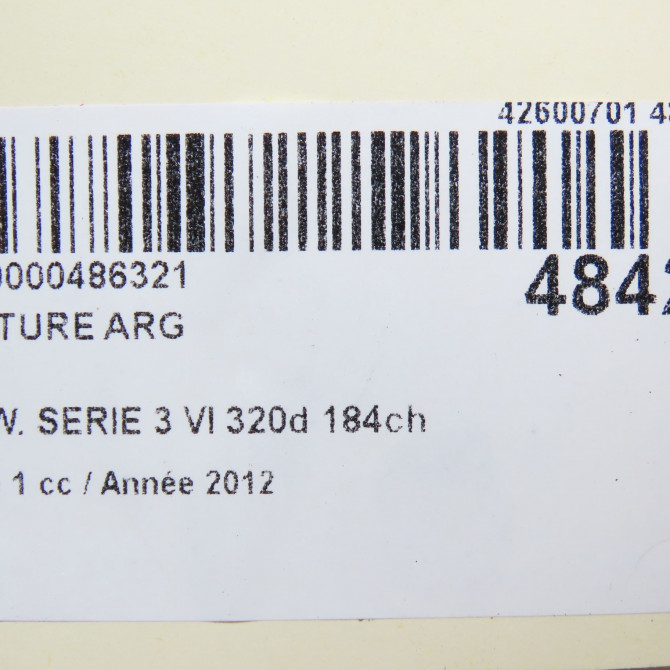 42600701 4
0000486321
4842
TURE ARG
W. SERIE 3 VI 320d 184ch
1 cc / Année 2012